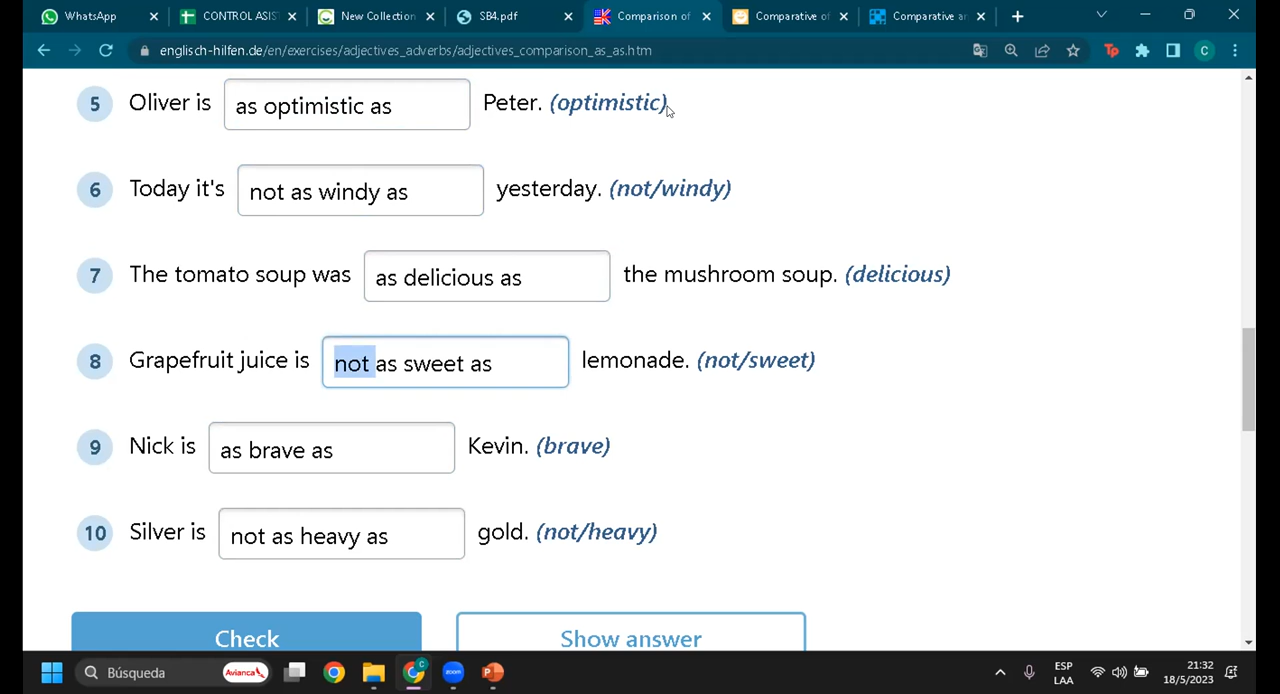 WhatsApp
CONTROL ASIS
New Collection
SB4.pdf
Comparison of
Comparative of
Comparative an
englisch-hilfen.de/en/exercises/adjectives_adverbs/adjectives_comparison_as_as.htm
Tp
C
5 Oliver is as optimistic as Peter. (optimistic)
6 Today it's not as windy as yesterday. (not/windy)
7 The tomato soup was as delicious as the mushroom soup. (delicious)
8 Grapefruit juice is not as sweet as lemonade. (not/sweet)
9 Nick is as brave as Kevin. (brave)
10 Silver is not as heavy as gold. (not/heavy)
Check
Show answer
Búsqueda
Avianca
C
zoom
P
ESP
LAA
21:32
18/5/2023